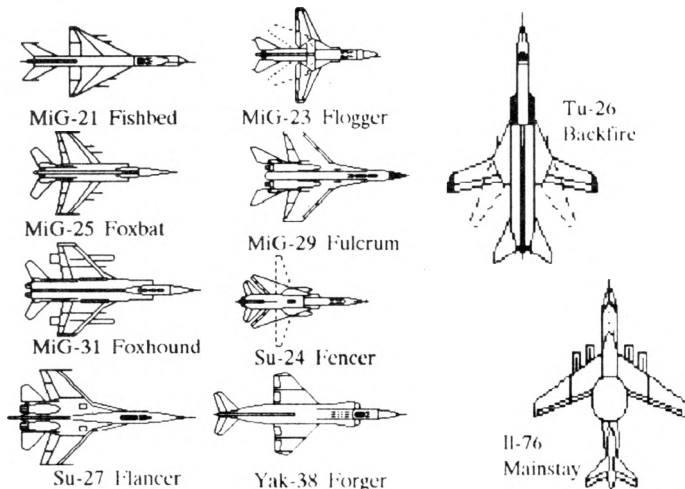 MiG-21 Fishbed
MiG-23 Flogger
Tu-26
Backfire
MiG-25 Foxbat
MiG-29 Fulcrum
MiG-31 Foxhound
Su-24 Fencer
Su-27 Flancer
Yak-38 Forger
Il-76
Mainstay